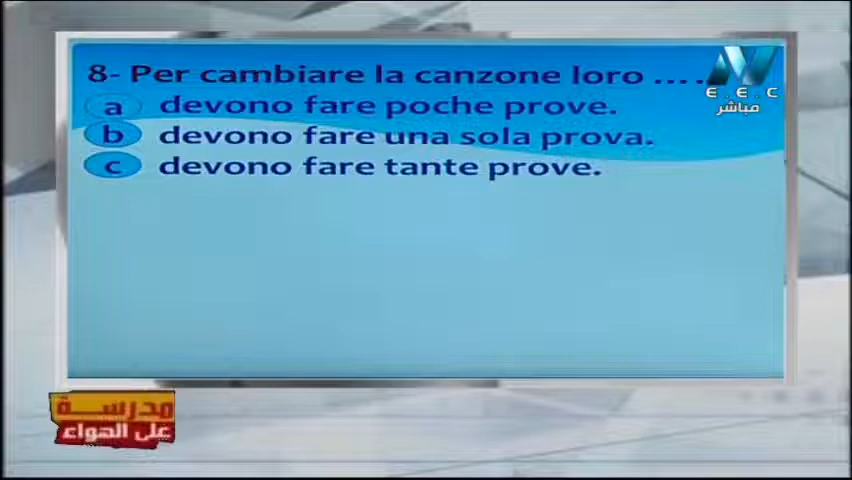 8- Per cambiare la canzone loro .... .
a devono fare poche prove.
b devono fare una sola prova.
c devono fare tante prove.
E.E.C
مباشر
مدرسة
على الهواء